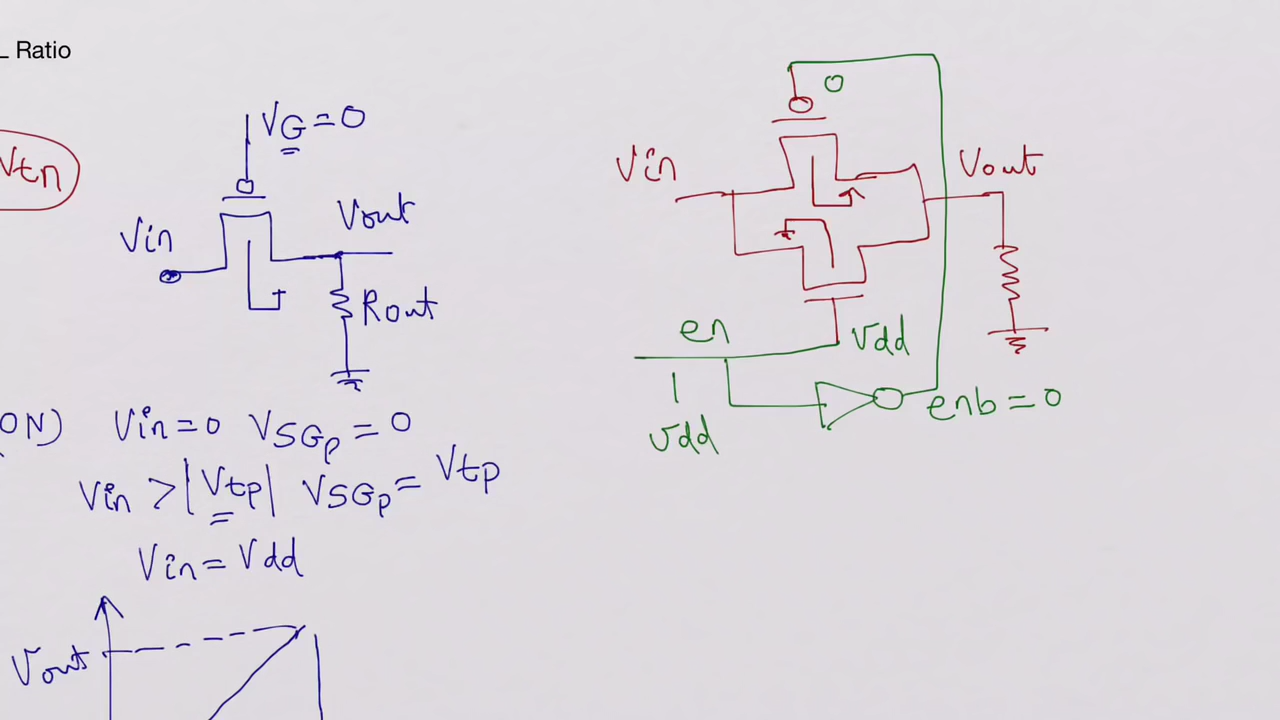 L Ratio
Vtn
VG=0
Vin
Vout
Rout
ON) Vin=0 VSGp=0
Vin >|Vtp| VSGp= Vtp
Vin= Vdd
Vout
0
Vin
Vout
en
Vdd
1
Vdd
enb=0